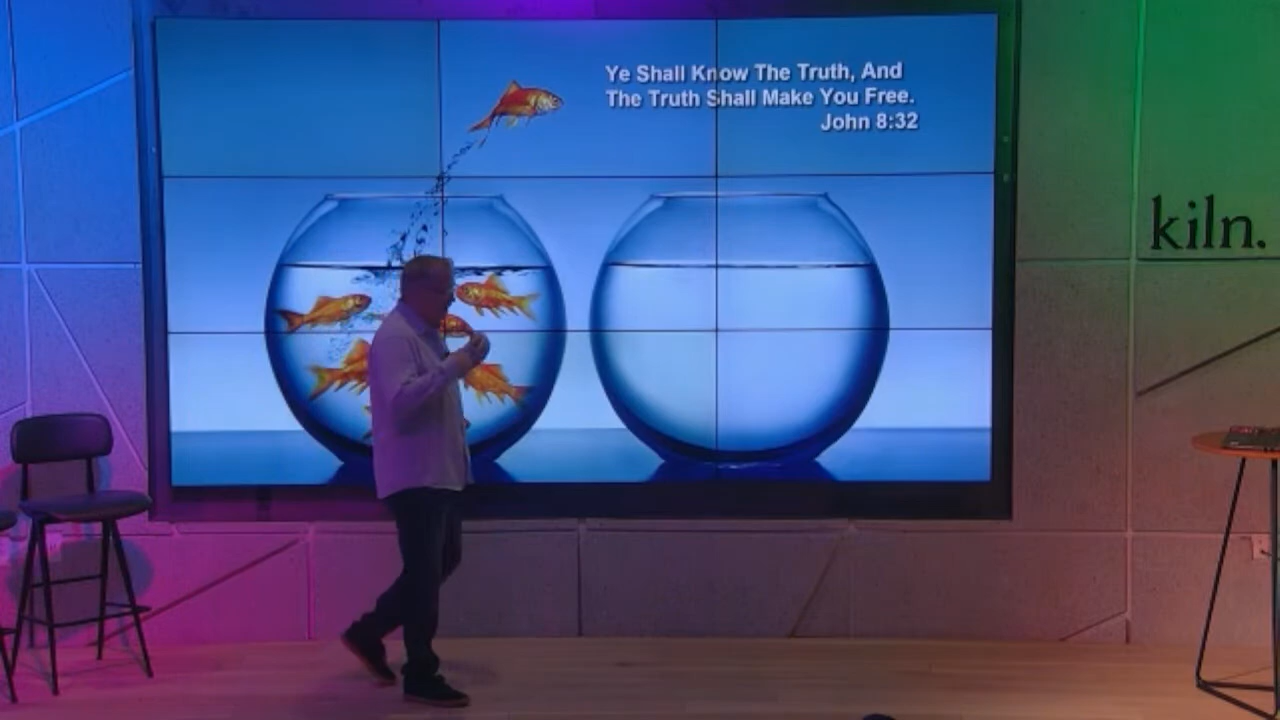 Ye Shall Know The Truth, And
The Truth Shall Make You Free.
John 8:32
kiln.